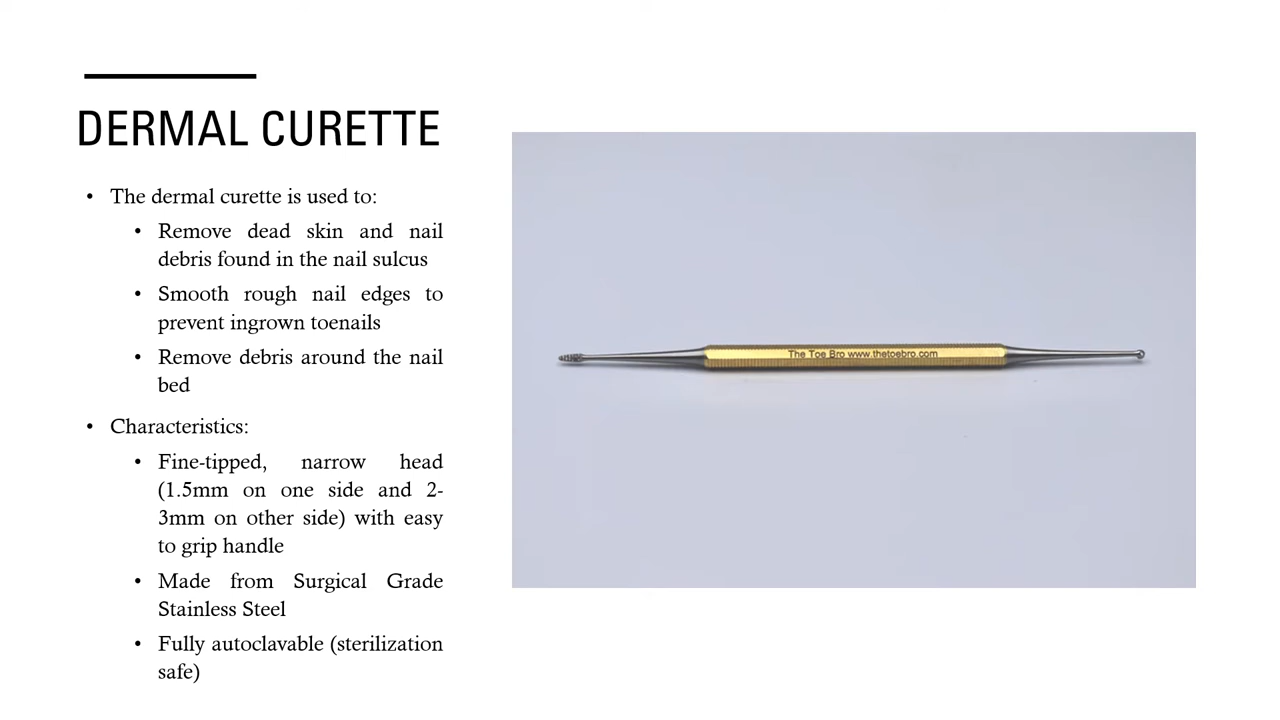 DERMAL CURETTE
• The dermal curette is used to:
• Remove dead skin and nail
debris found in the nail sulcus
• Smooth rough nail edges to
prevent ingrown toenails
• Remove debris around the nail
bed
• Characteristics:
• Fine-tipped, narrow head
(1.5mm on one side and 2-
3mm on other side) with easy
to grip handle
• Made from Surgical Grade
Stainless Steel
• Fully autoclavable (sterilization
safe)
The Toe Bro www.thetoebro.com